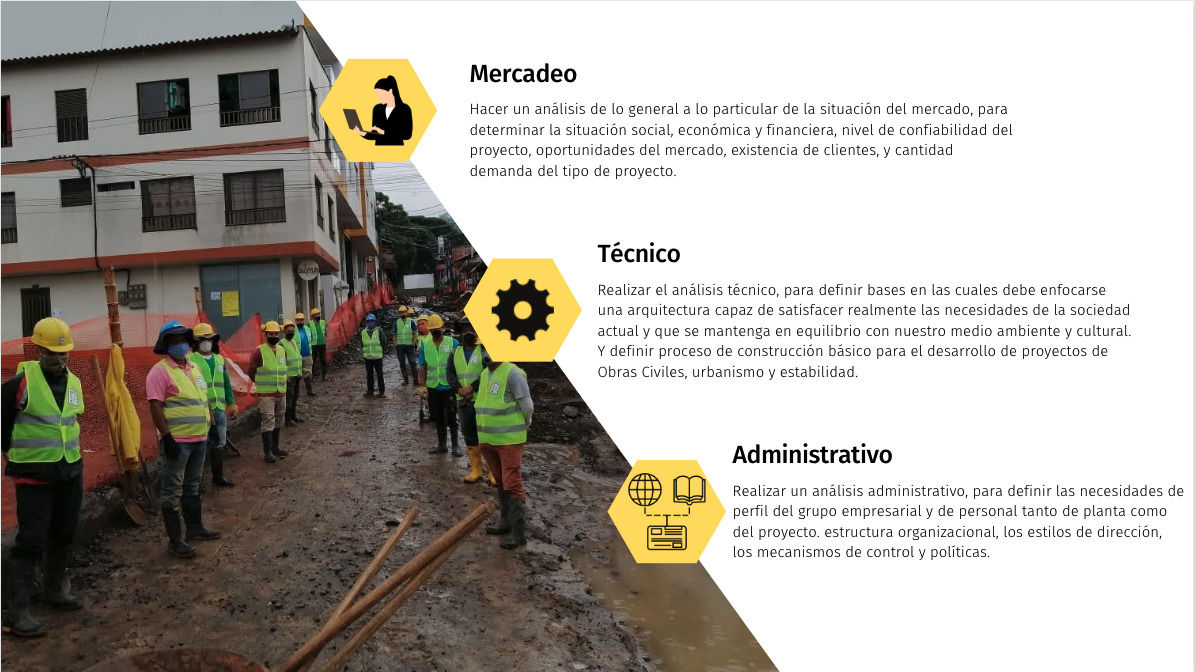 Mercadeo
Hacer un análisis de lo general a lo particular de la situación del mercado, para
determinar la situación social, económica y financiera, nivel de confiabilidad del
proyecto, oportunidades del mercado, existencia de clientes, y cantidad
demanda del tipo de proyecto.
Técnico
Realizar el análisis técnico, para definir bases en las cuales debe enfocarse
una arquitectura capaz de satisfacer realmente las necesidades de la sociedad
actual y que se mantenga en equilibrio con nuestro medio ambiente y cultural.
Y definir proceso de construcción básico para el desarrollo de proyectos de
Obras Civiles, urbanismo y estabilidad.
Administrativo
Realizar un análisis administrativo, para definir las necesidades de
perfil del grupo empresarial y de personal tanto de planta como
del proyecto. estructura organizacional, los estilos de dirección,
los mecanismos de control y políticas.